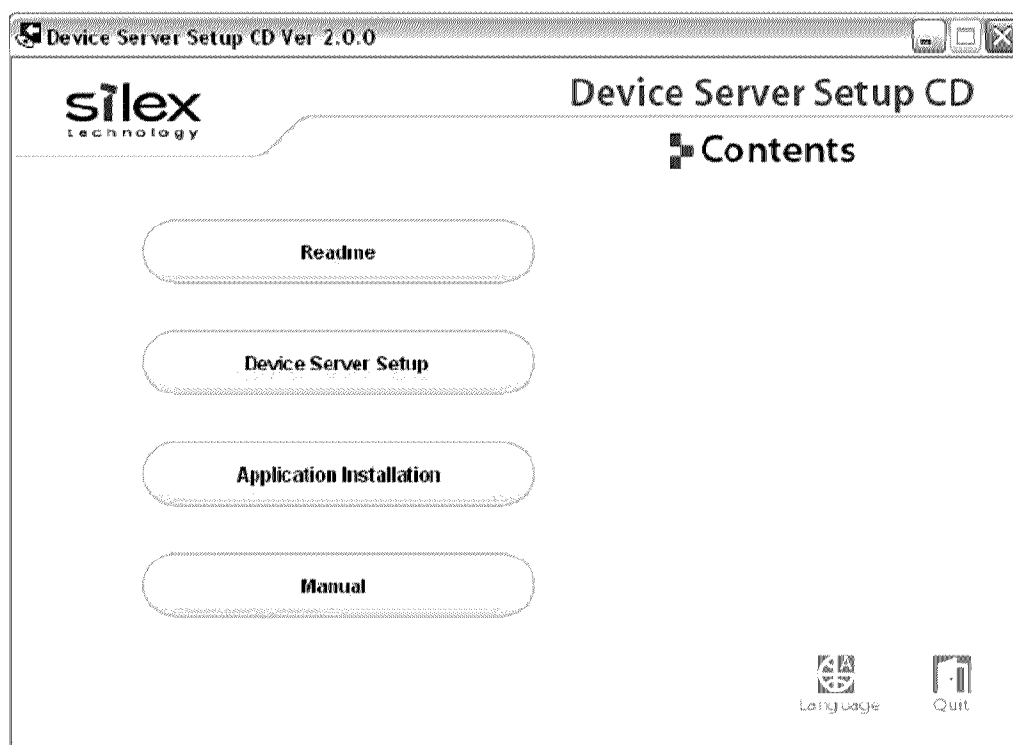 Device Server Setup CD Ver 2.0.0
silex
technology
Device Server Setup CD
Contents
Readme
Device Server Setup
Application Installation
Manual
A
Language
Quit